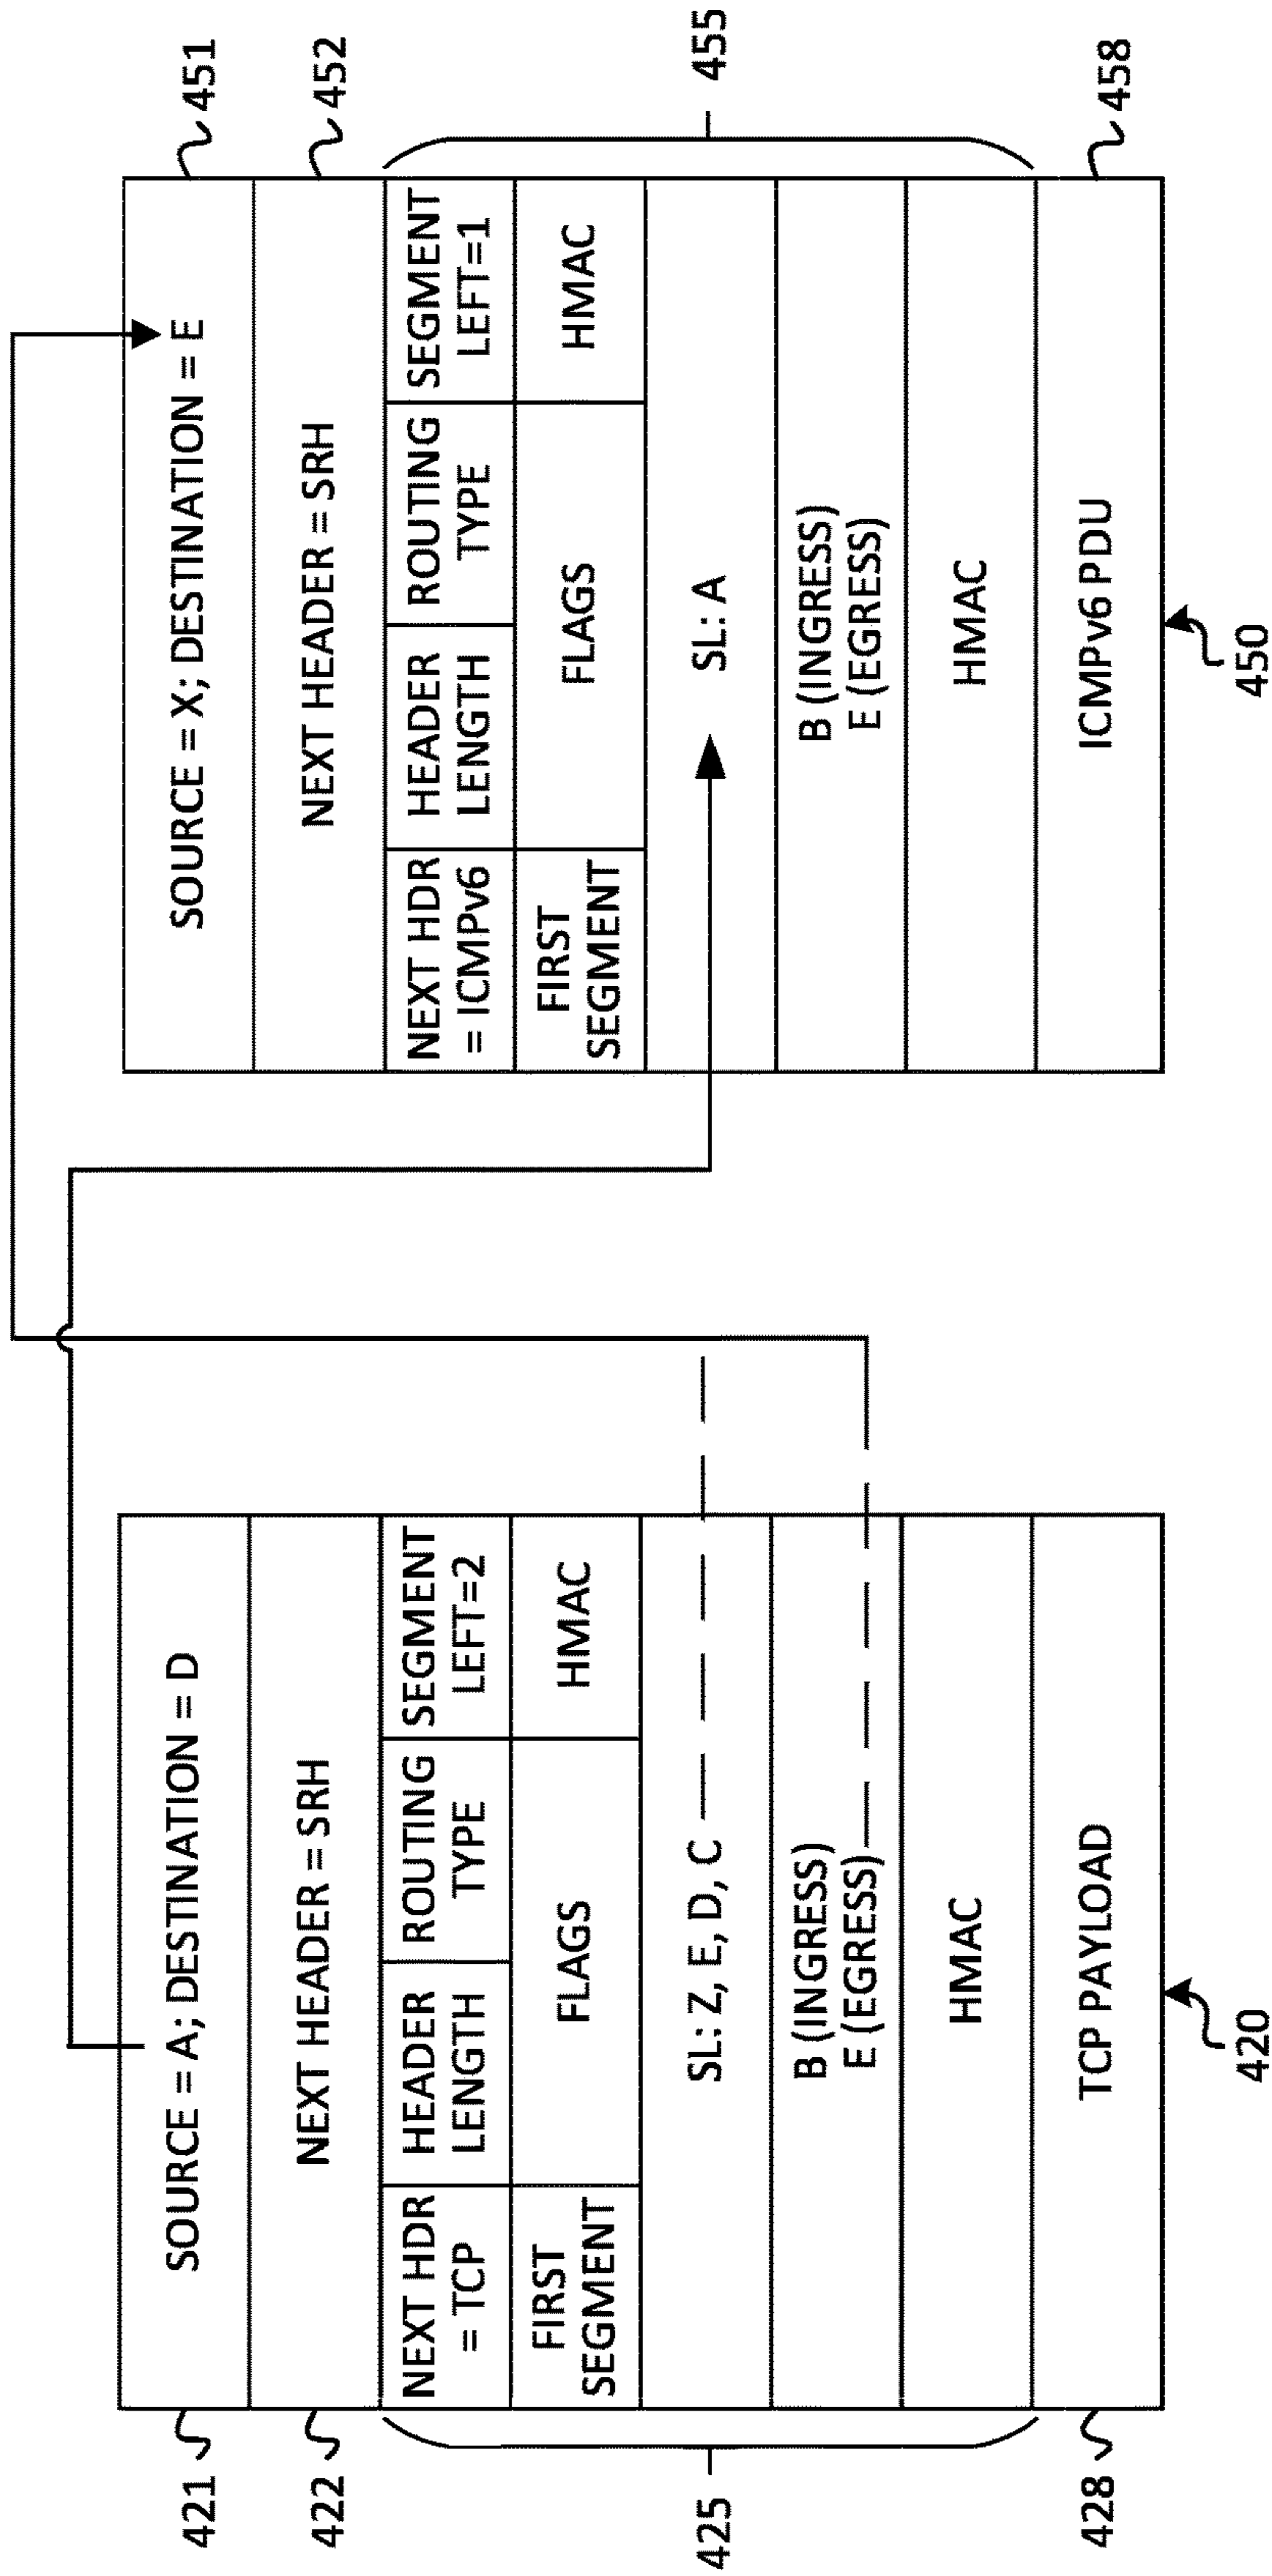 421
SOURCE = A; DESTINATION = D
422
NEXT HEADER = SRH
425
NEXT HDR
= TCP
HEADER
LENGTH
ROUTING
TYPE
SEGMENT
LEFT=2
FIRST
SEGMENT
FLAGS
HMAC
SL: Z, E, D, C
B (INGRESS)
E (EGRESS)
HMAC
428
TCP PAYLOAD
420
SOURCE = X; DESTINATION = E
451
NEXT HEADER = SRH
452
NEXT HDR
= ICMPv6
HEADER
LENGTH
ROUTING
TYPE
SEGMENT
LEFT=1
FIRST
SEGMENT
FLAGS
HMAC
SL: A
455
B (INGRESS)
E (EGRESS)
HMAC
ICMPv6 PDU
458
450